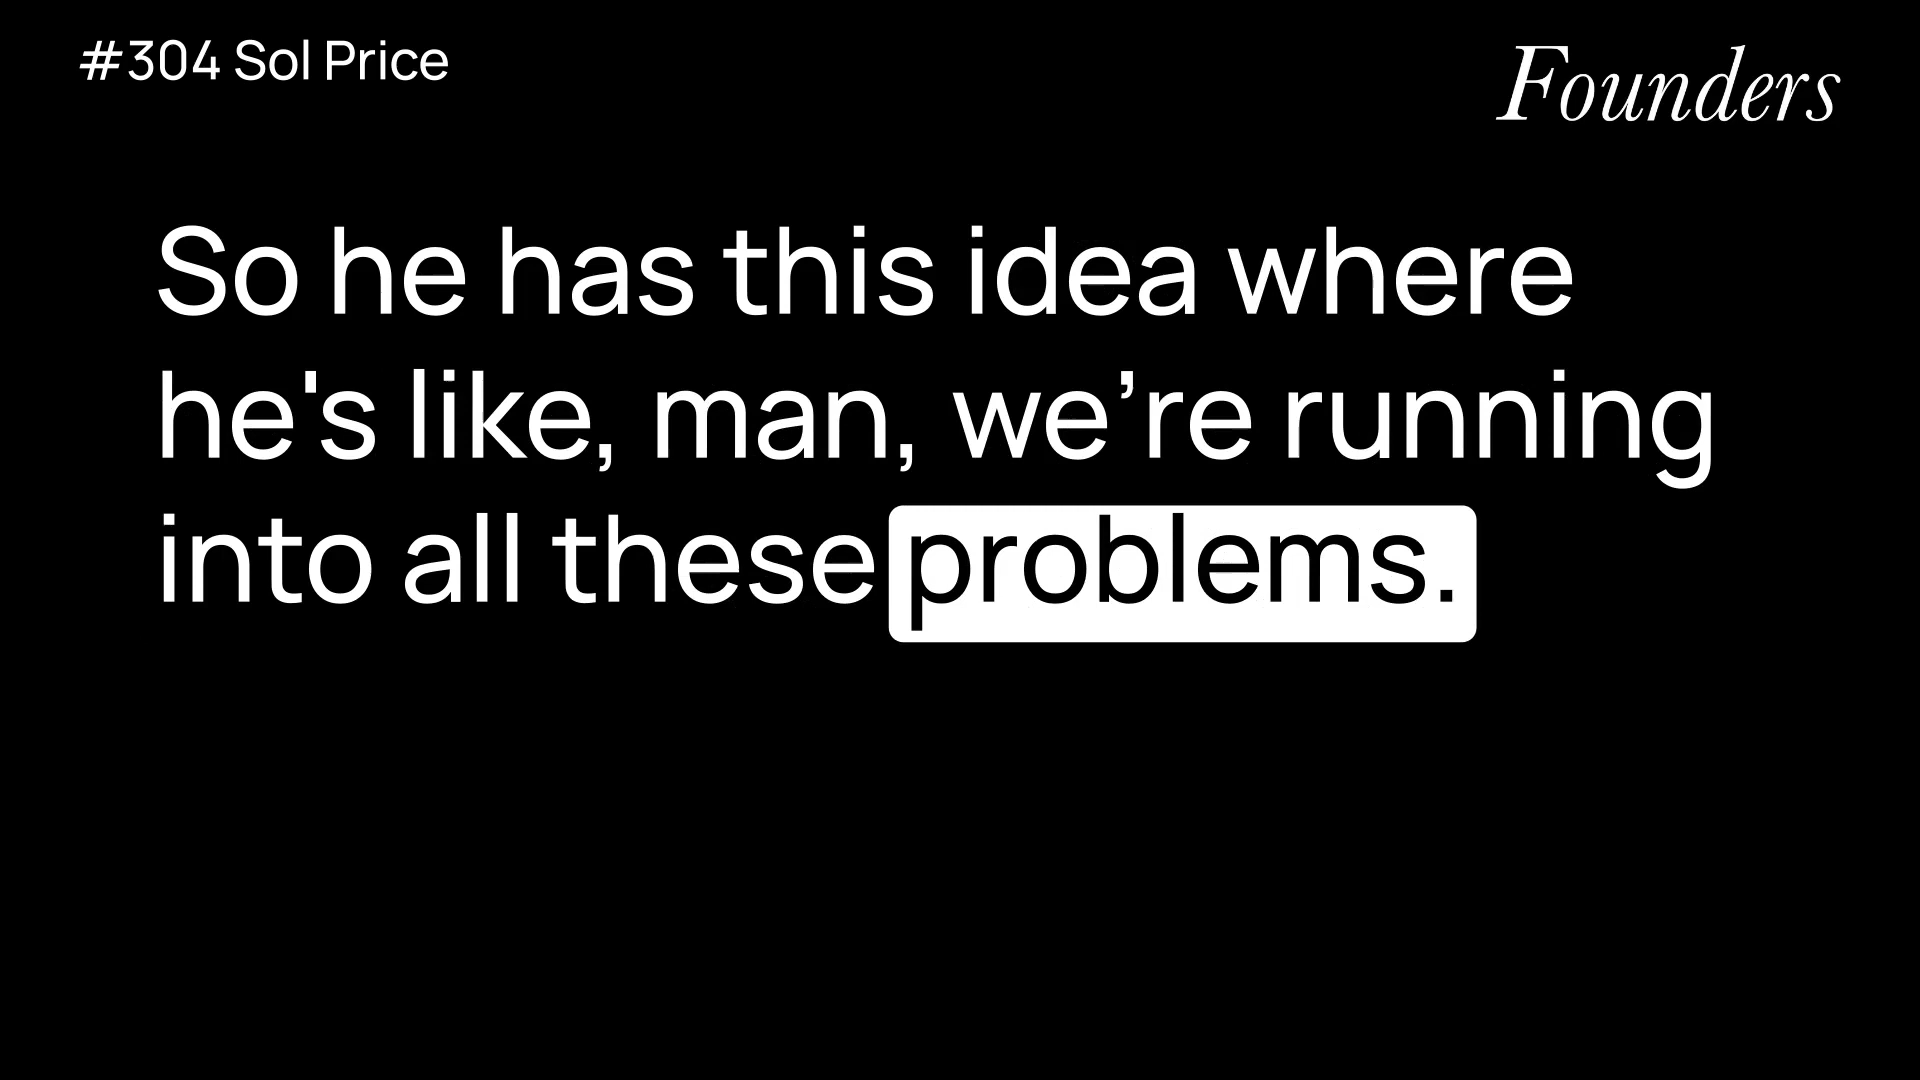 #304 Sol Price
Founders
So he has this idea where
he's like, man, we’re running
into all these problems.